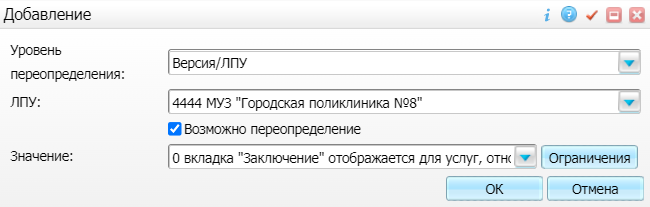 Добавление
Уровень
переопределения:
Версия/ЛПУ
ЛПУ:
4444 МУЗ "Городская поликлиника №8"
Возможно переопределение
Значение:
0 вкладка "Заключение" отображается для услуг, отно
Ограничения
ОК
Отмена